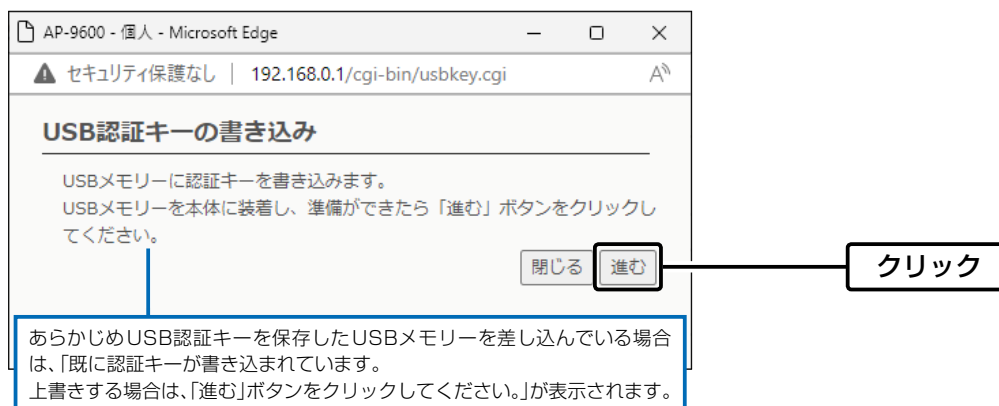 AP-9600 - 個人 - Microsoft Edge
セキュリティ保護なし | 192.168.0.1/cgi-bin/usbkey.cgi
USB認証キーの書き込み
USBメモリーに認証キーを書き込みます。
USBメモリーを本体に装着し、準備ができたら「進む」ボタンをクリックし
てください。
閉じる 進む
クリック
あらかじめUSB認証キーを保存したUSBメモリーを差し込んでいる場合
は、「既に認証キーが書き込まれています。
上書きする場合は、「進む」ボタンをクリックしてください。」が表示されます。